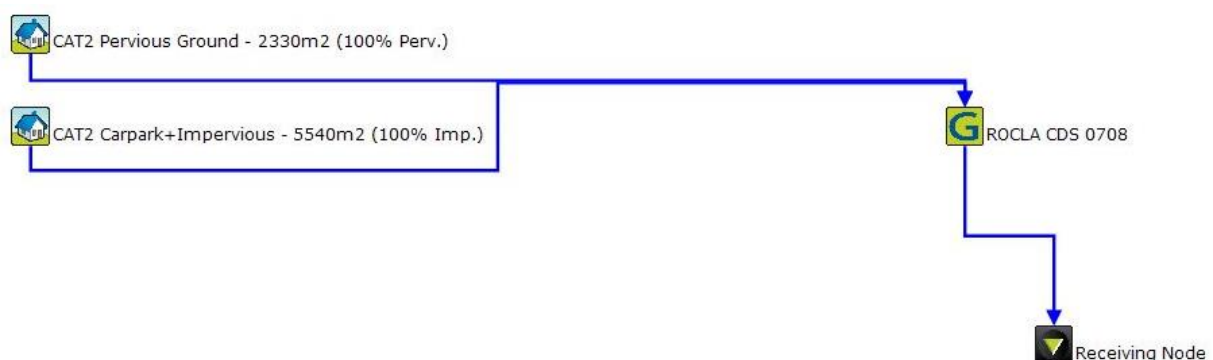 CAT2 Pervious Ground - 2330m2 (100% Perv.)
CAT2 Carpark+Impervious - 5540m2 (100% Imp.)
G
ROCLA CDS 0708
Receiving Node